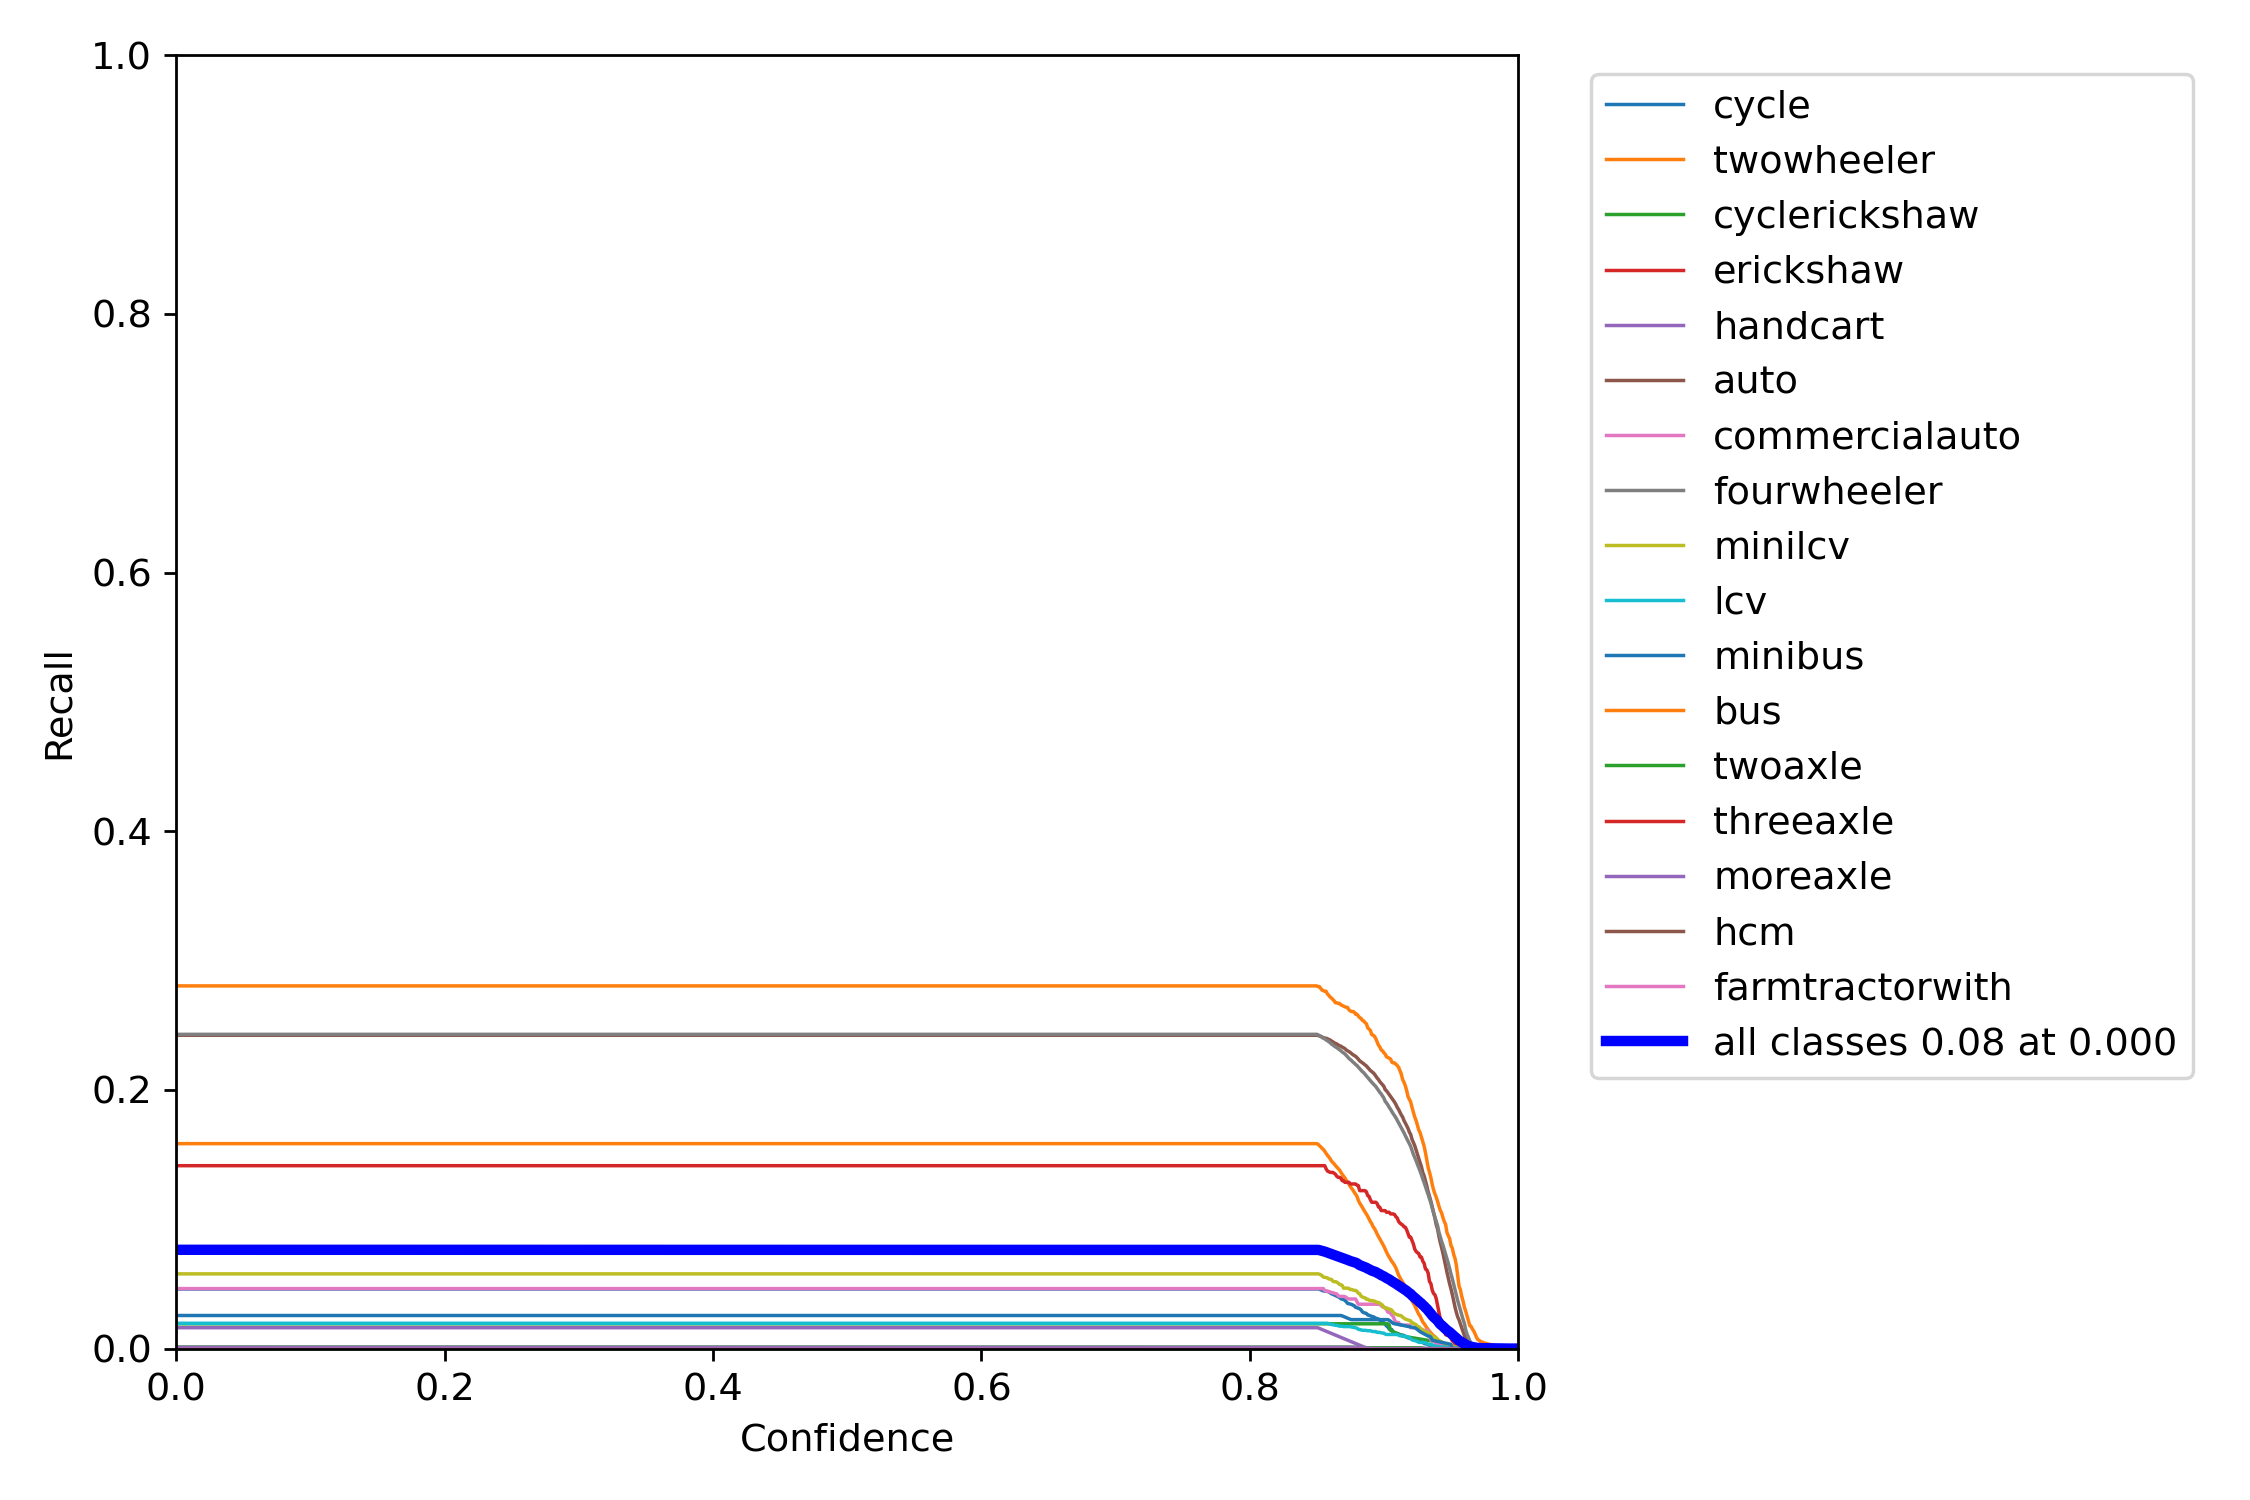 1.0
0.8
0.6
0.4
0.2
0.0
Recall
0.0 0.2 0.4 0.6 0.8 1.0
Confidence
cycle
twowheeler
cyclerickshaw
erickshaw
handcart
auto
commercialauto
fourwheeler
minilcv
lcv
minibus
bus
twoaxle
threeaxle
moreaxle
hcm
farmtractorwith
all classes 0.08 at 0.000